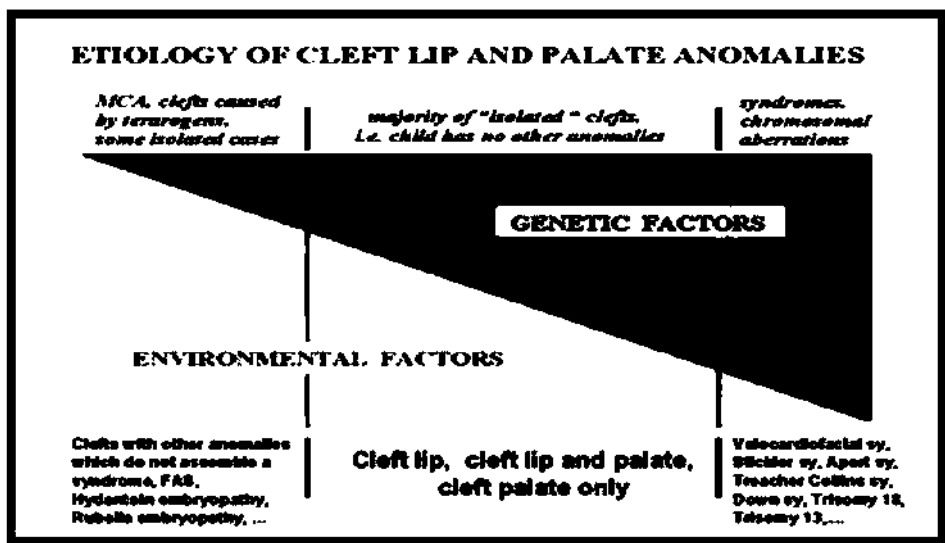 ETIOLOGY OF CLEFT LIP AND PALATE ANOMALIES
MCA, clefts caused
by terarogens,
some isolated cases
majority of "isolated " clefts,
i.e. child has no other anomalies
syndromes,
chromosomal
aberrations
GENETIC FACTORS
ENVIRONMENTAL FACTORS
Clefts with other anomalies
which do not assemble a
syndrome, FAS,
Hydantoin embryopathy,
Rubella embryopathy, ...
Cleft lip, cleft lip and palate,
cleft palate only
Velocardiofacial sy,
Stickler sy, Apert sy,
Treacher Collins sy,
Down sy, Trisomy 18,
Trisomy 13,...